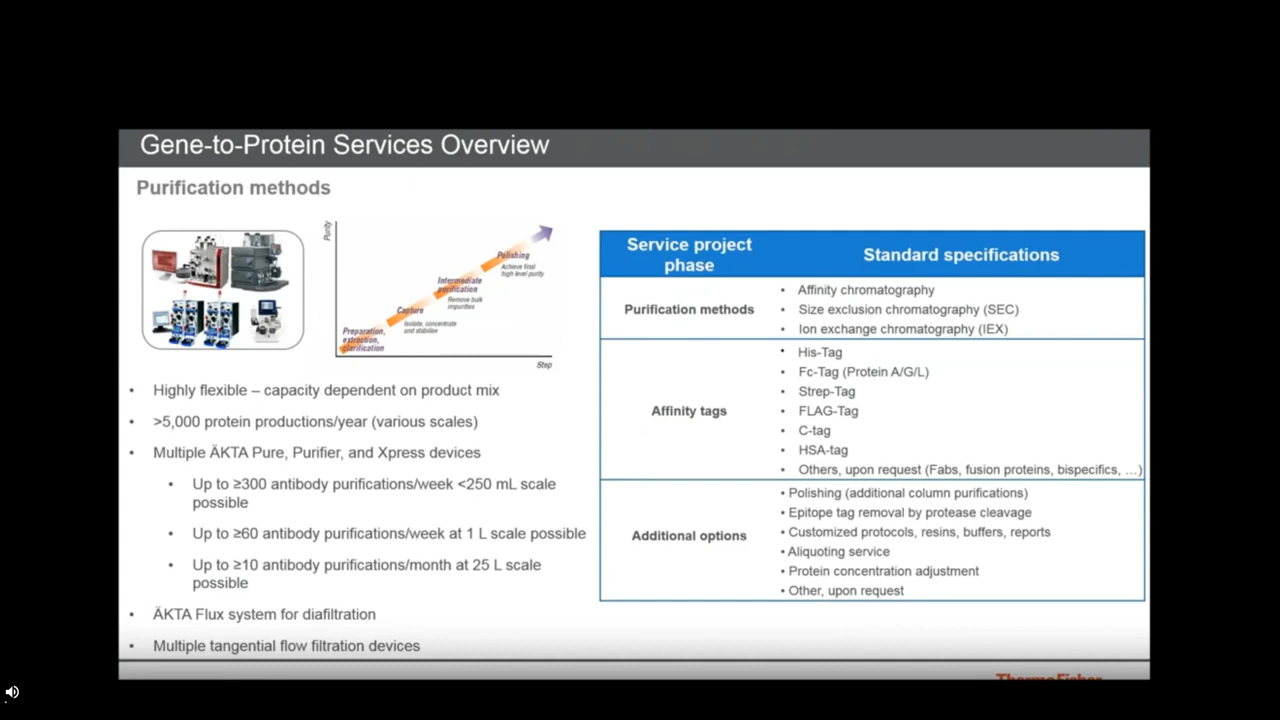 Gene-to-Protein Services Overview
Purification methods
Purity
Polishing
Achieve final
high level purity
Intermediate
purification
Remove bulk
impurities
Capture
Isolate, concentrate
and stabilise
Preparation,
extraction,
clarification
Step
• Highly flexible – capacity dependent on product mix
• >5,000 protein productions/year (various scales)
• Multiple ÄKTA Pure, Purifier, and Xpress devices
• Up to ≥300 antibody purifications/week <250 mL scale
possible
• Up to ≥60 antibody purifications/week at 1 L scale possible
• Up to ≥10 antibody purifications/month at 25 L scale
possible
• ÄKTA Flux system for diafiltration
• Multiple tangential flow filtration devices
Service project
phase
Standard specifications
Purification methods
• Affinity chromatography
• Size exclusion chromatography (SEC)
• Ion exchange chromatography (IEX)
Affinity tags
• His-Tag
• Fc-Tag (Protein A/G/L)
• Strep-Tag
• FLAG-Tag
• C-tag
• HSA-tag
• Others, upon request (Fabs, fusion proteins, bispecifics, …)
Additional options
• Polishing (additional column purifications)
• Epitope tag removal by protease cleavage
• Customized protocols, resins, buffers, reports
• Aliquoting service
• Protein concentration adjustment
• Other, upon request
ThermoFisher